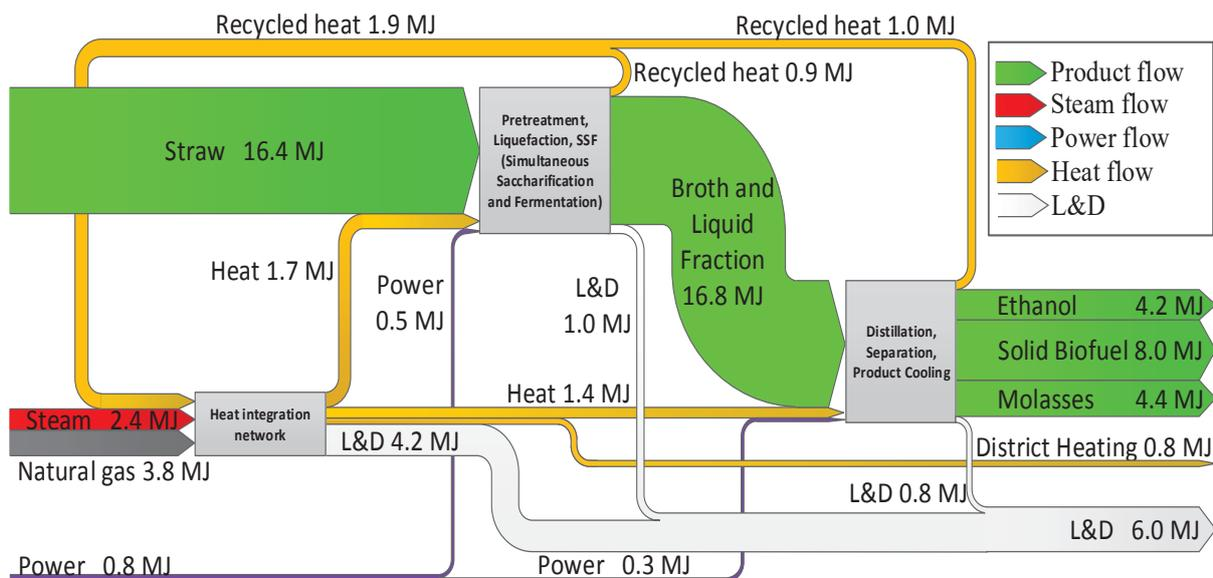 Recycled heat 1.9 MJ
Recycled heat 1.0 MJ
Recycled heat 0.9 MJ
Product flow
Steam flow
Power flow
Heat flow
L&D
Straw 16.4 MJ
Pretreatment,
Liquefaction, SSF
(Simultaneous
Saccharification
and Fermentation)
Broth and
Liquid
Fraction
16.8 MJ
Heat 1.7 MJ
Power
0.5 MJ
L&D
1.0 MJ
Distillation,
Separation,
Product Cooling
Ethanol 4.2 MJ
Solid Biofuel 8.0 MJ
Molasses 4.4 MJ
Heat 1.4 MJ
Steam 2.4 MJ
Heat integration
network
L&D 4.2 MJ
Natural gas 3.8 MJ
District Heating 0.8 MJ
L&D 0.8 MJ
L&D 6.0 MJ
Power 0.8 MJ
Power 0.3 MJ